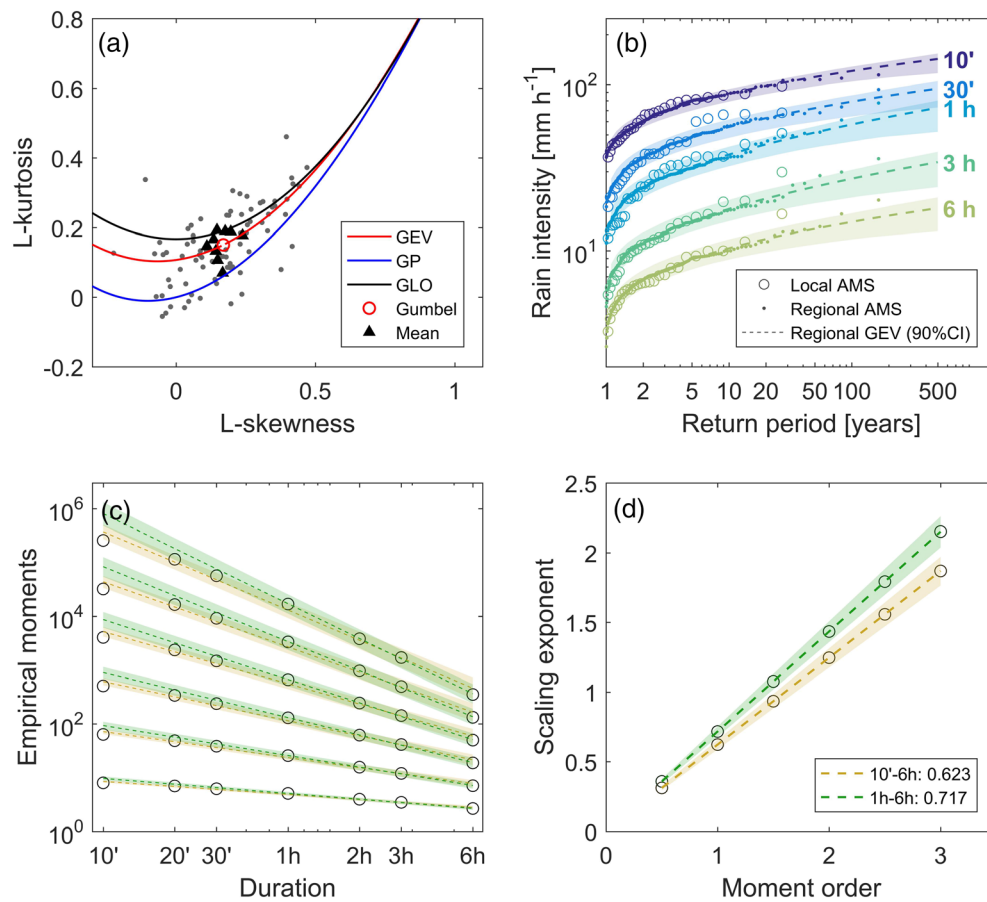 (a)
0.8
0.6
0.4
0.2
0
-0.2
L-kurtosis
0
0.5
1
L-skewness
GEV
GP
GLO
Gumbel
Mean
(b)
10²
10¹
Rain intensity [mm h⁻¹]
1
2
5
10
20
50
100
500
Return period [years]
10'
30'
1 h
3 h
6 h
Local AMS
Regional AMS
Regional GEV (90%CI)
(c)
10⁶
10⁴
10²
10⁰
Empirical moments
10'
20'
30'
1h
2h
3h
6h
Duration
(d)
2.5
2
1.5
1
0.5
0
Scaling exponent
0
1
2
3
Moment order
10'-6h: 0.623
1h-6h: 0.717